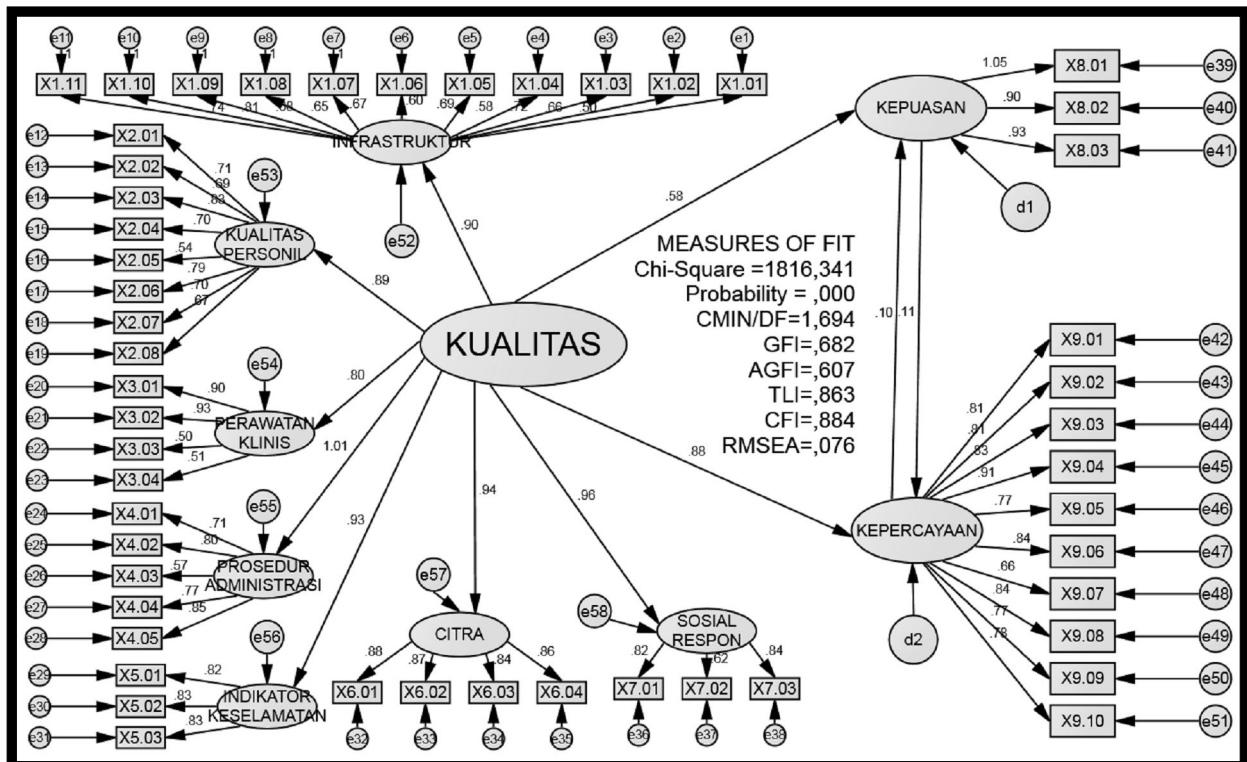 e11 e10 e9 e8 e7 e6 e5 e4 e3 e2 e1
1 1 1 1 1
X1.11 X1.10 X1.09 X1.08 X1.07 X1.06 X1.05 X1.04 X1.03 X1.02 X1.01
.74 .81 .68 .65 .67 .60 .69 .58 .72 .66 .50
INFRASTRUKTUR
e52
.90
e12 X2.01 .71
e13 X2.02 .69
e14 X2.03 .83
e15 X2.04 .70
e16 X2.05 .54
e17 X2.06 .79
e18 X2.07 .70
e19 X2.08 .67
e53
KUALITAS
PERSONIL
.89
e20 X3.01 .90
e21 X3.02 .93
e22 X3.03 .50
e23 X3.04 .51
e54
PERAWATAN
KLINIS
.80
e24 X4.01 .71
e25 X4.02 .80
e26 X4.03 .57
e27 X4.04 .77
e28 X4.05 .85
e55
PROSEDUR
ADMINISTRASI
1.01
e29 X5.01 .82
e30 X5.02 .83
e31 X5.03 .83
e56
INDIKATOR
KESELAMATAN
.93
KUALITAS
.94
e57
CITRA
.88 .87 .84 .86
X6.01 X6.02 X6.03 X6.04
e32 e33 e34 e35
.96
e58
SOSIAL
RESPON
.82 .62 .84
X7.01 X7.02 X7.03
e36 e37 e38
.58
MEASURES OF FIT
Chi-Square =1816,341
Probability = ,000
CMIN/DF=1,694
GFI=,682
AGFI=,607
TLI=,863
CFI=,884
RMSEA=,076
.88
KEPUASAN
1.05 X8.01 e39
.90 X8.02 e40
.93 X8.03 e41
d1
.10 .11
KEPERCAYAAN
d2
.81 X9.01 e42
.81 X9.02 e43
.83 X9.03 e44
.91 X9.04 e45
.77 X9.05 e46
.84 X9.06 e47
.66 X9.07 e48
.84 X9.08 e49
.77 X9.09 e50
.78 X9.10 e51